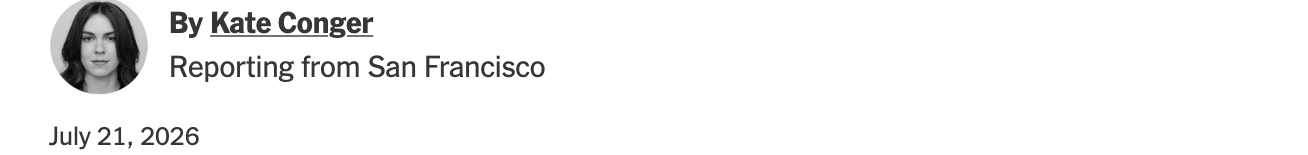 By Kate Conger
Reporting from San Francisco
July 21, 2026